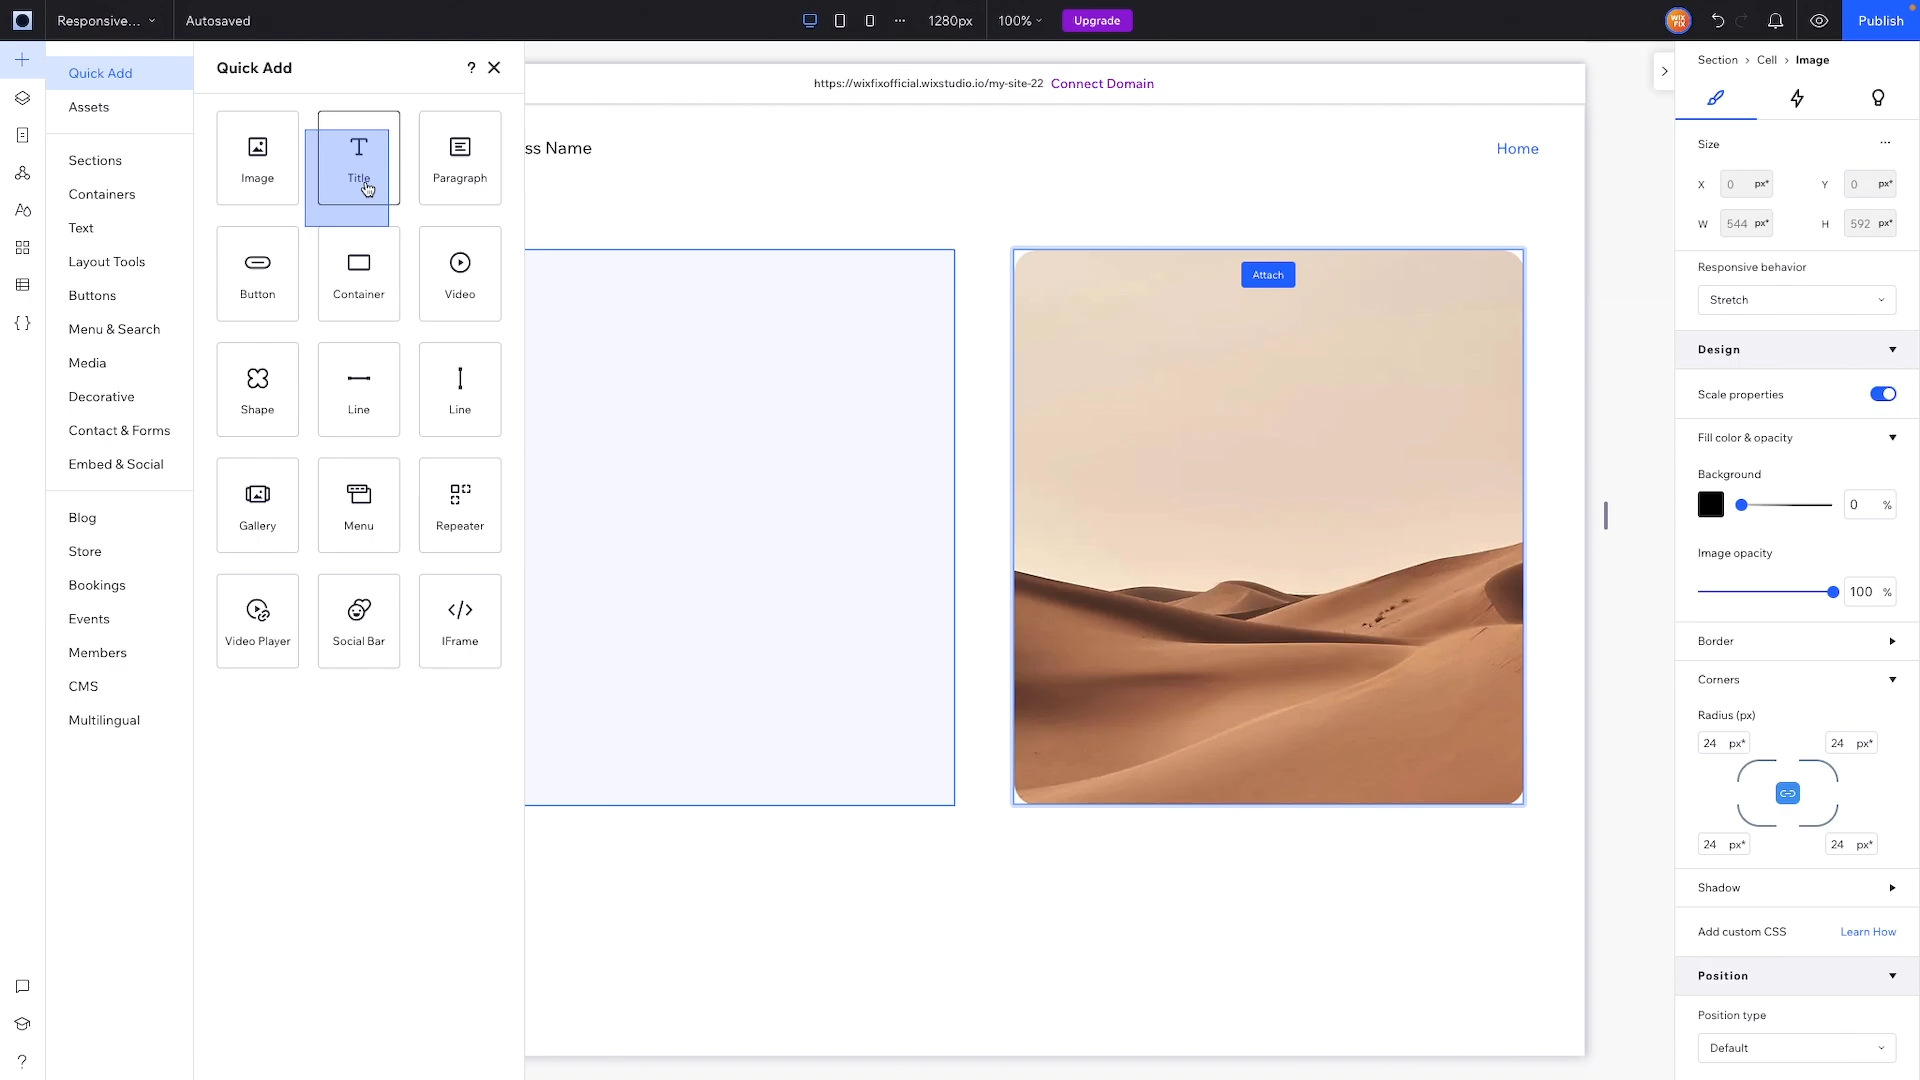 Responsive...
Autosaved
1280px
100%
Upgrade
WIX
FIX
Publish
Quick Add
Assets
Sections
Containers
Text
Layout Tools
Buttons
Menu & Search
Media
Decorative
Contact & Forms
Embed & Social
Blog
Store
Bookings
Events
Members
CMS
Multilingual
Quick Add
?
Image
Title
Paragraph
Button
Container
Video
Shape
Line
Line
Gallery
Menu
Repeater
Video Player
Social Bar
IFrame
https://wixfixofficial.wixstudio.io/my-site-22 Connect Domain
ss Name
Home
Attach
Section > Cell > Image
Size
X 0 px* Y 0 px*
W 544 px* H 592 px*
Responsive behavior
Stretch
Design
Scale properties
Fill color & opacity
Background
0 %
Image opacity
100 %
Border
Corners
Radius (px)
24 px* 24 px*
24 px* 24 px*
Shadow
Add custom CSS Learn How
Position
Position type
Default